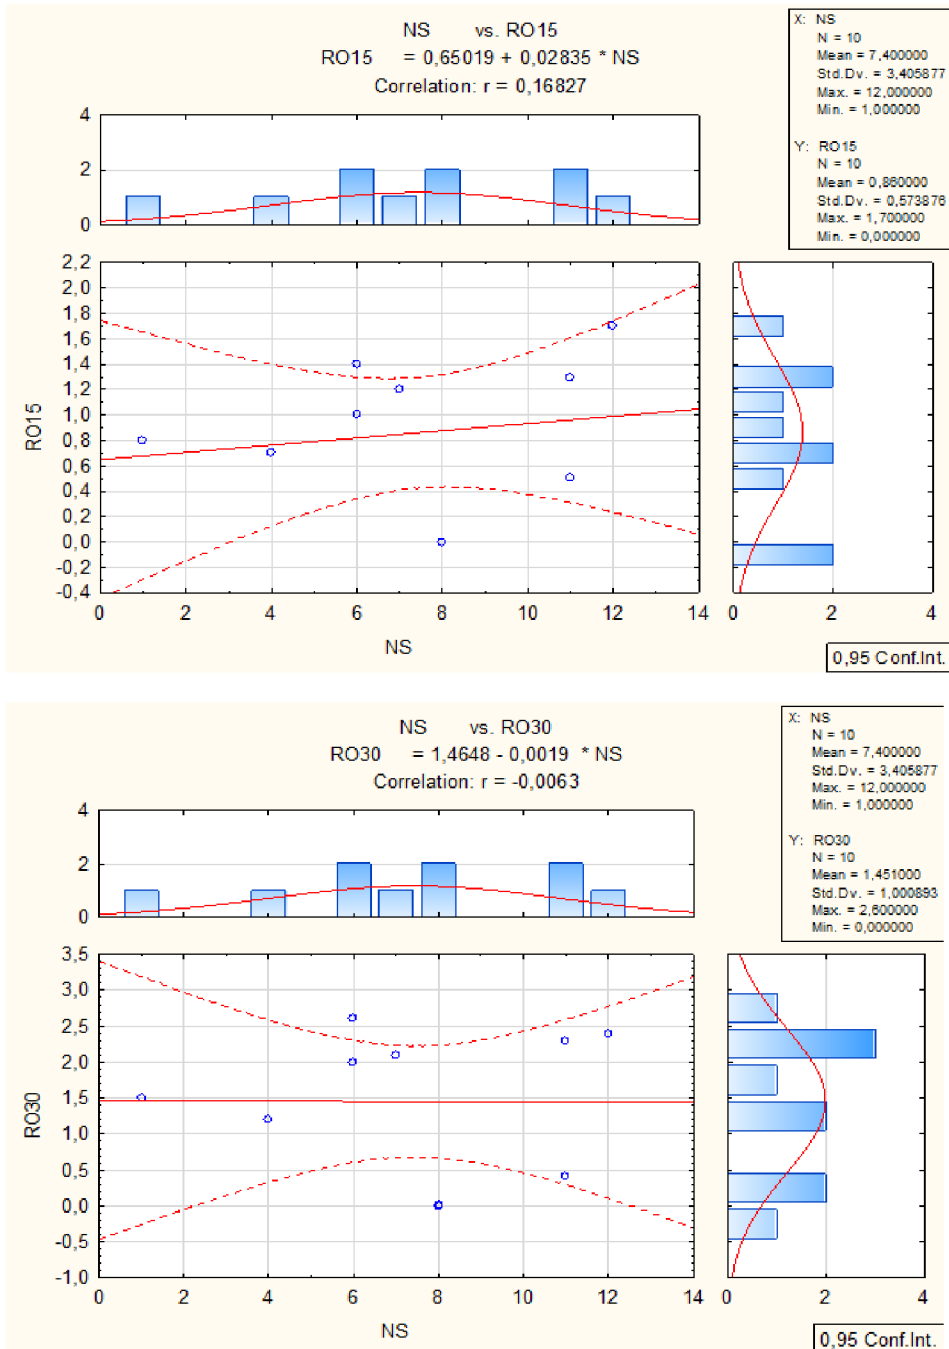 NS vs. RO15
RO15 = 0,65019 + 0,02835 * NS
Correlation: r = 0,16827
X: NS
N = 10
Mean = 7,400000
Std.Dv. = 3,405877
Max. = 12,000000
Min. = 1,000000
Y: RO15
N = 10
Mean = 0,860000
Std.Dv. = 0,573876
Max. = 1,700000
Min. = 0,000000
4
2
0
2,2
2,0
1,8
1,6
1,4
1,2
1,0
0,8
0,6
0,4
0,2
0,0
-0,2
-0,4
RO15
0 2 4 6 8 10 12 14
NS
0 2 4
0,95 Conf.Int.
NS vs. RO30
RO30 = 1,4648 - 0,0019 * NS
Correlation: r = -0,0063
X: NS
N = 10
Mean = 7,400000
Std.Dv. = 3,405877
Max. = 12,000000
Min. = 1,000000
Y: RO30
N = 10
Mean = 1,451000
Std.Dv. = 1,000893
Max. = 2,600000
Min. = 0,000000
4
2
0
3,5
3,0
2,5
2,0
1,5
1,0
0,5
0,0
-0,5
-1,0
RO30
0 2 4 6 8 10 12 14
NS
0 2 4
0,95 Conf.Int.